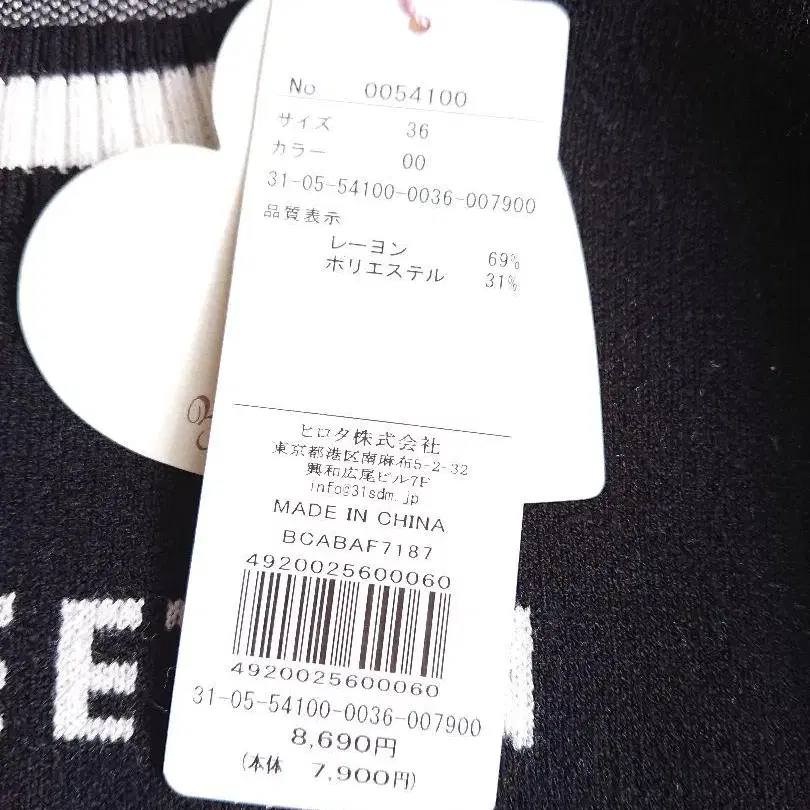 No 0054100
サイズ 36
カラー 00
31-05-54100-0036-007900
品質表示
レーヨン 69%
ポリエステル 31%
ヒロタ株式会社
東京都港区南麻布5-2-32
興和広尾ビル7F
info@31sdm.jp
MADE IN CHINA
BCABAF7187
4920025600060
4920025600060
31-05-54100-0036-007900
8,690円
(本体 7,900円)